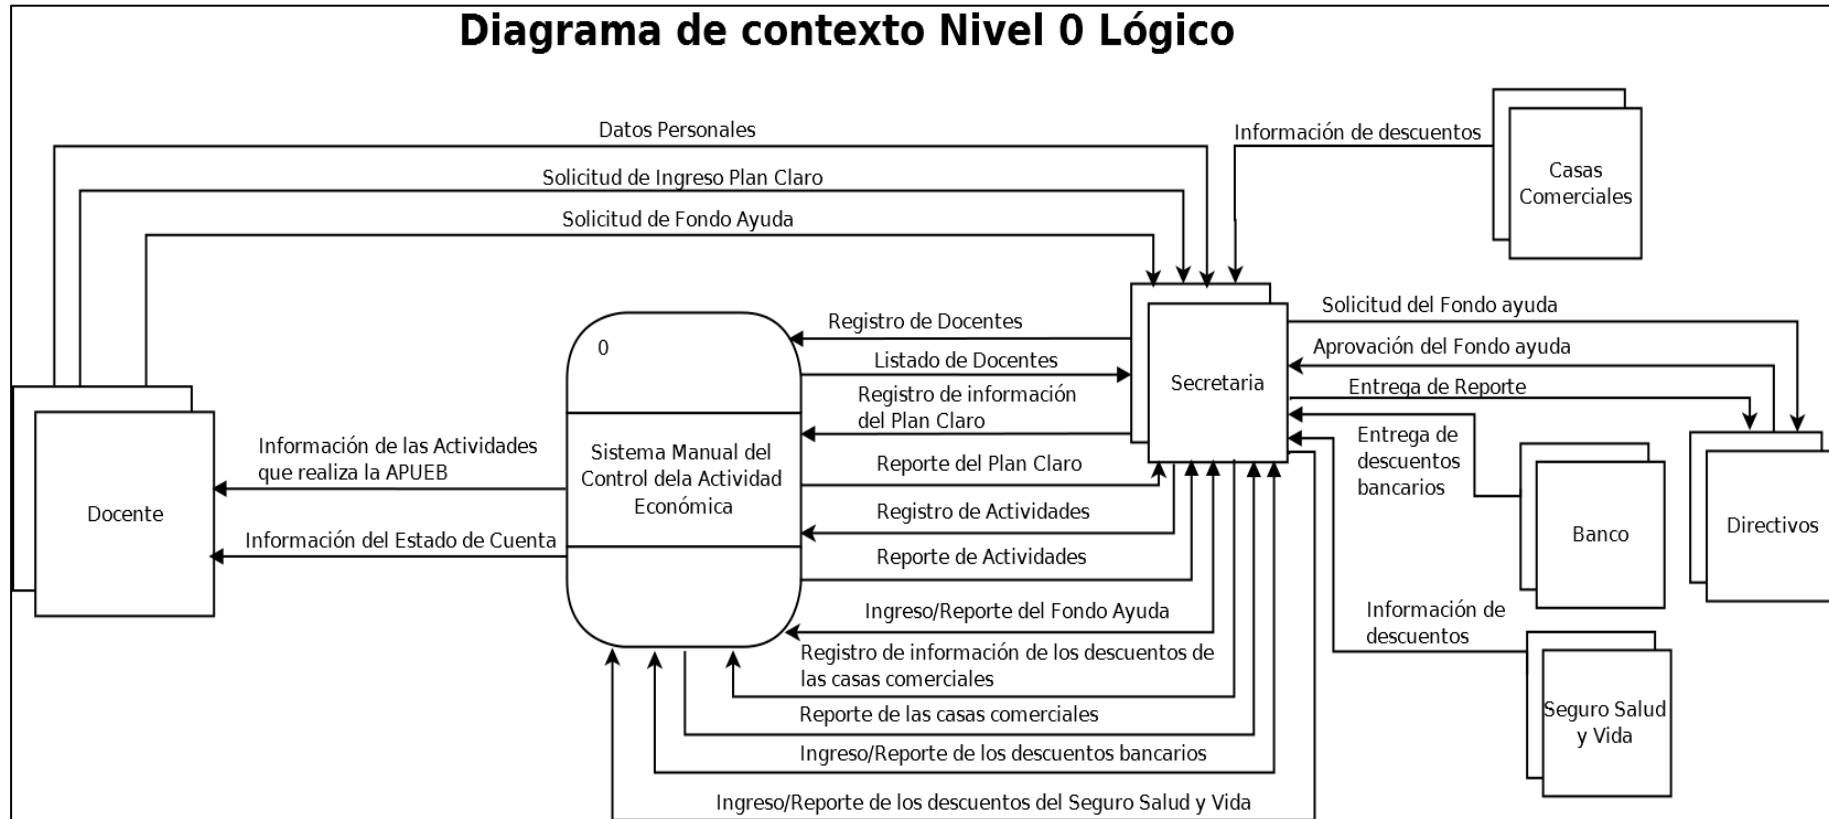 Diagrama de contexto Nivel 0 Lógico
Datos Personales
Información de descuentos
Solicitud de Ingreso Plan Claro
Casas
Comerciales
Solicitud de Fondo Ayuda
Solicitud del Fondo ayuda
Registro de Docentes
Aprovación del Fondo ayuda
0
Listado de Docentes
Secretaria
Entrega de Reporte
Registro de información
del Plan Claro
Información de las Actividades
que realiza la APUEB
Sistema Manual del
Control dela Actividad
Económica
Entrega de
descuentos
bancarios
Reporte del Plan Claro
Docente
Registro de Actividades
Banco
Directivos
Información del Estado de Cuenta
Reporte de Actividades
Ingreso/Reporte del Fondo Ayuda
Información de
descuentos
Registro de información de los descuentos de
las casas comerciales
Reporte de las casas comerciales
Seguro Salud
y Vida
Ingreso/Reporte de los descuentos bancarios
Ingreso/Reporte de los descuentos del Seguro Salud y Vida